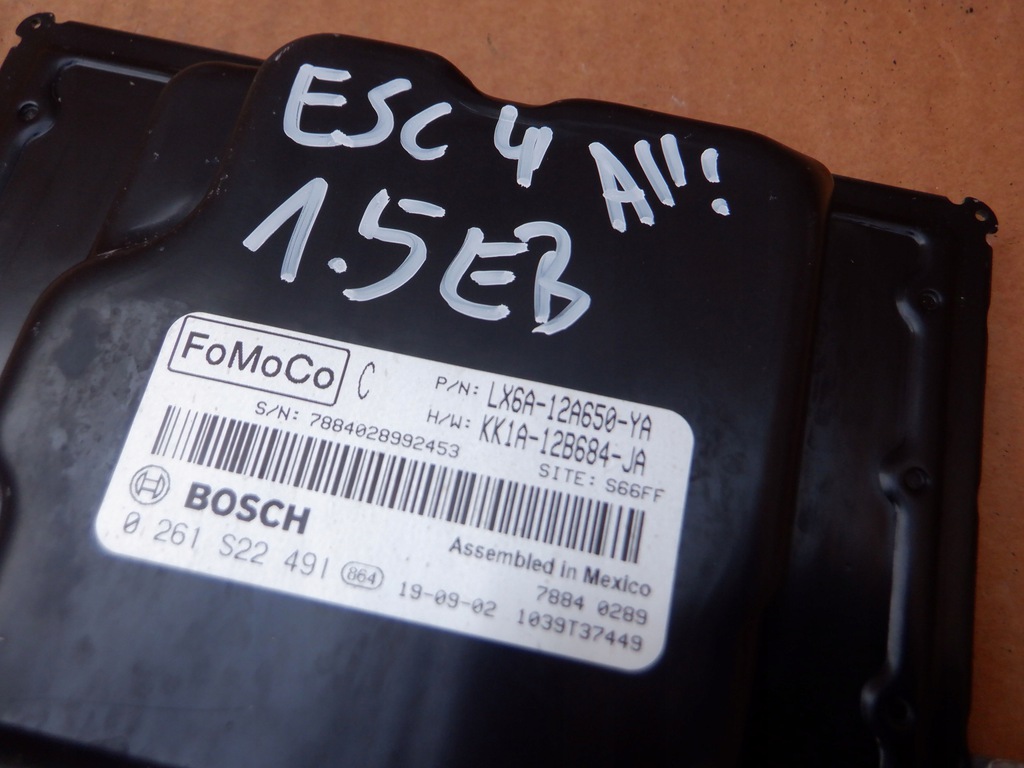 ESC 4 AIII!
1.5EB
FoMoCo C P/N: LX6A-12A650-YA
H/W: KK1A-12B684-JA
S/N: 7884028992453 SITE: S66FF
BOSCH
Assembled in Mexico
0 261 S22 491 864 19-09-02 7884 0289
1039T37449